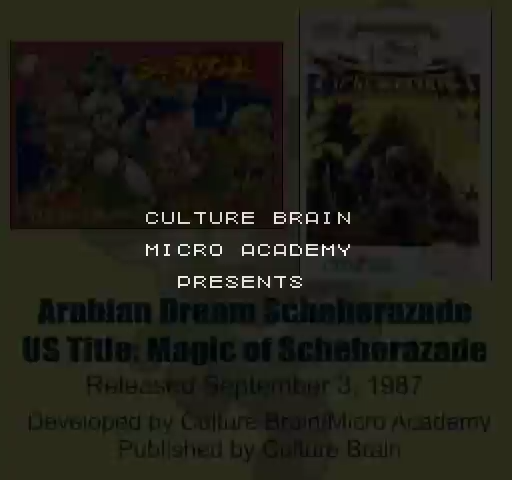 CULTURE BRAIN
MICRO ACADEMY
PRESENTS
Arabian Dream Scheherazade
US Title: Magic of Scheherazade
Released September 3, 1987
Developed by Culture Brain/Micro Academy
Published by Culture Brain